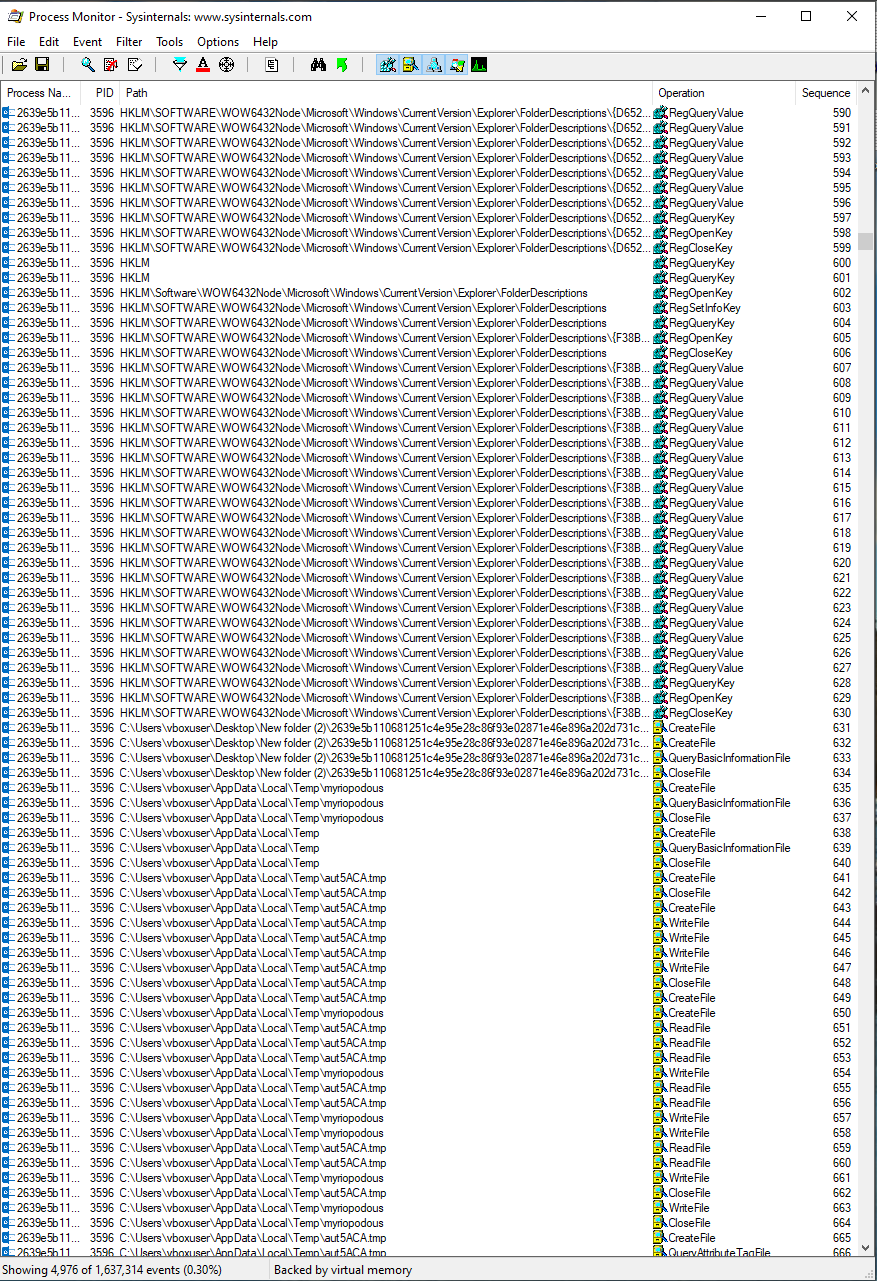 Process Monitor - Sysinternals: www.sysinternals.com
File Edit Event Filter Tools Options Help
Process Na... PID Path Operation Sequence
2639e5b11... 3596 HKLM\SOFTWARE\WOW6432Node\Microsoft\Windows\CurrentVersion\Explorer\FolderDescriptions\{D652... RegQueryValue 590
2639e5b11... 3596 HKLM\SOFTWARE\WOW6432Node\Microsoft\Windows\CurrentVersion\Explorer\FolderDescriptions\{D652... RegQueryValue 591
2639e5b11... 3596 HKLM\SOFTWARE\WOW6432Node\Microsoft\Windows\CurrentVersion\Explorer\FolderDescriptions\{D652... RegQueryValue 592
2639e5b11... 3596 HKLM\SOFTWARE\WOW6432Node\Microsoft\Windows\CurrentVersion\Explorer\FolderDescriptions\{D652... RegQueryValue 593
2639e5b11... 3596 HKLM\SOFTWARE\WOW6432Node\Microsoft\Windows\CurrentVersion\Explorer\FolderDescriptions\{D652... RegQueryValue 594
2639e5b11... 3596 HKLM\SOFTWARE\WOW6432Node\Microsoft\Windows\CurrentVersion\Explorer\FolderDescriptions\{D652... RegQueryValue 595
2639e5b11... 3596 HKLM\SOFTWARE\WOW6432Node\Microsoft\Windows\CurrentVersion\Explorer\FolderDescriptions\{D652... RegQueryValue 596
2639e5b11... 3596 HKLM\SOFTWARE\WOW6432Node\Microsoft\Windows\CurrentVersion\Explorer\FolderDescriptions\{D652... RegQueryKey 597
2639e5b11... 3596 HKLM\SOFTWARE\WOW6432Node\Microsoft\Windows\CurrentVersion\Explorer\FolderDescriptions\{D652... RegOpenKey 598
2639e5b11... 3596 HKLM\SOFTWARE\WOW6432Node\Microsoft\Windows\CurrentVersion\Explorer\FolderDescriptions\{D652... RegCloseKey 599
2639e5b11... 3596 HKLM RegQueryKey 600
2639e5b11... 3596 HKLM RegQueryKey 601
2639e5b11... 3596 HKLM\Software\WOW6432Node\Microsoft\Windows\CurrentVersion\Explorer\FolderDescriptions RegOpenKey 602
2639e5b11... 3596 HKLM\SOFTWARE\WOW6432Node\Microsoft\Windows\CurrentVersion\Explorer\FolderDescriptions RegSetInfoKey 603
2639e5b11... 3596 HKLM\SOFTWARE\WOW6432Node\Microsoft\Windows\CurrentVersion\Explorer\FolderDescriptions RegQueryKey 604
2639e5b11... 3596 HKLM\SOFTWARE\WOW6432Node\Microsoft\Windows\CurrentVersion\Explorer\FolderDescriptions\{F38B... RegOpenKey 605
2639e5b11... 3596 HKLM\SOFTWARE\WOW6432Node\Microsoft\Windows\CurrentVersion\Explorer\FolderDescriptions RegCloseKey 606
2639e5b11... 3596 HKLM\SOFTWARE\WOW6432Node\Microsoft\Windows\CurrentVersion\Explorer\FolderDescriptions\{F38B... RegQueryValue 607
2639e5b11... 3596 HKLM\SOFTWARE\WOW6432Node\Microsoft\Windows\CurrentVersion\Explorer\FolderDescriptions\{F38B... RegQueryValue 608
2639e5b11... 3596 HKLM\SOFTWARE\WOW6432Node\Microsoft\Windows\CurrentVersion\Explorer\FolderDescriptions\{F38B... RegQueryValue 609
2639e5b11... 3596 HKLM\SOFTWARE\WOW6432Node\Microsoft\Windows\CurrentVersion\Explorer\FolderDescriptions\{F38B... RegQueryValue 610
2639e5b11... 3596 HKLM\SOFTWARE\WOW6432Node\Microsoft\Windows\CurrentVersion\Explorer\FolderDescriptions\{F38B... RegQueryValue 611
2639e5b11... 3596 HKLM\SOFTWARE\WOW6432Node\Microsoft\Windows\CurrentVersion\Explorer\FolderDescriptions\{F38B... RegQueryValue 612
2639e5b11... 3596 HKLM\SOFTWARE\WOW6432Node\Microsoft\Windows\CurrentVersion\Explorer\FolderDescriptions\{F38B... RegQueryValue 613
2639e5b11... 3596 HKLM\SOFTWARE\WOW6432Node\Microsoft\Windows\CurrentVersion\Explorer\FolderDescriptions\{F38B... RegQueryValue 614
2639e5b11... 3596 HKLM\SOFTWARE\WOW6432Node\Microsoft\Windows\CurrentVersion\Explorer\FolderDescriptions\{F38B... RegQueryValue 615
2639e5b11... 3596 HKLM\SOFTWARE\WOW6432Node\Microsoft\Windows\CurrentVersion\Explorer\FolderDescriptions\{F38B... RegQueryValue 616
2639e5b11... 3596 HKLM\SOFTWARE\WOW6432Node\Microsoft\Windows\CurrentVersion\Explorer\FolderDescriptions\{F38B... RegQueryValue 617
2639e5b11... 3596 HKLM\SOFTWARE\WOW6432Node\Microsoft\Windows\CurrentVersion\Explorer\FolderDescriptions\{F38B... RegQueryValue 618
2639e5b11... 3596 HKLM\SOFTWARE\WOW6432Node\Microsoft\Windows\CurrentVersion\Explorer\FolderDescriptions\{F38B... RegQueryValue 619
2639e5b11... 3596 HKLM\SOFTWARE\WOW6432Node\Microsoft\Windows\CurrentVersion\Explorer\FolderDescriptions\{F38B... RegQueryValue 620
2639e5b11... 3596 HKLM\SOFTWARE\WOW6432Node\Microsoft\Windows\CurrentVersion\Explorer\FolderDescriptions\{F38B... RegQueryValue 621
2639e5b11... 3596 HKLM\SOFTWARE\WOW6432Node\Microsoft\Windows\CurrentVersion\Explorer\FolderDescriptions\{F38B... RegQueryValue 622
2639e5b11... 3596 HKLM\SOFTWARE\WOW6432Node\Microsoft\Windows\CurrentVersion\Explorer\FolderDescriptions\{F38B... RegQueryValue 623
2639e5b11... 3596 HKLM\SOFTWARE\WOW6432Node\Microsoft\Windows\CurrentVersion\Explorer\FolderDescriptions\{F38B... RegQueryValue 624
2639e5b11... 3596 HKLM\SOFTWARE\WOW6432Node\Microsoft\Windows\CurrentVersion\Explorer\FolderDescriptions\{F38B... RegQueryValue 625
2639e5b11... 3596 HKLM\SOFTWARE\WOW6432Node\Microsoft\Windows\CurrentVersion\Explorer\FolderDescriptions\{F38B... RegQueryValue 626
2639e5b11... 3596 HKLM\SOFTWARE\WOW6432Node\Microsoft\Windows\CurrentVersion\Explorer\FolderDescriptions\{F38B... RegQueryValue 627
2639e5b11... 3596 HKLM\SOFTWARE\WOW6432Node\Microsoft\Windows\CurrentVersion\Explorer\FolderDescriptions\{F38B... RegQueryKey 628
2639e5b11... 3596 HKLM\SOFTWARE\WOW6432Node\Microsoft\Windows\CurrentVersion\Explorer\FolderDescriptions\{F38B... RegOpenKey 629
2639e5b11... 3596 HKLM\SOFTWARE\WOW6432Node\Microsoft\Windows\CurrentVersion\Explorer\FolderDescriptions\{F38B... RegCloseKey 630
2639e5b11... 3596 C:\Users\vboxuser\Desktop\New folder (2)\2639e5b110681251c4e95e28c86f93e02871e46e896a202d731c... CreateFile 631
2639e5b11... 3596 C:\Users\vboxuser\Desktop\New folder (2)\2639e5b110681251c4e95e28c86f93e02871e46e896a202d731c... CreateFile 632
2639e5b11... 3596 C:\Users\vboxuser\Desktop\New folder (2)\2639e5b110681251c4e95e28c86f93e02871e46e896a202d731c... QueryBasicInformationFile 633
2639e5b11... 3596 C:\Users\vboxuser\Desktop\New folder (2)\2639e5b110681251c4e95e28c86f93e02871e46e896a202d731c... CloseFile 634
2639e5b11... 3596 C:\Users\vboxuser\AppData\Local\Temp\myriopodous CreateFile 635
2639e5b11... 3596 C:\Users\vboxuser\AppData\Local\Temp\myriopodous QueryBasicInformationFile 636
2639e5b11... 3596 C:\Users\vboxuser\AppData\Local\Temp\myriopodous CloseFile 637
2639e5b11... 3596 C:\Users\vboxuser\AppData\Local\Temp CreateFile 638
2639e5b11... 3596 C:\Users\vboxuser\AppData\Local\Temp QueryBasicInformationFile 639
2639e5b11... 3596 C:\Users\vboxuser\AppData\Local\Temp CloseFile 640
2639e5b11... 3596 C:\Users\vboxuser\AppData\Local\Temp\aut5ACA.tmp CreateFile 641
2639e5b11... 3596 C:\Users\vboxuser\AppData\Local\Temp\aut5ACA.tmp CloseFile 642
2639e5b11... 3596 C:\Users\vboxuser\AppData\Local\Temp\aut5ACA.tmp CreateFile 643
2639e5b11... 3596 C:\Users\vboxuser\AppData\Local\Temp\aut5ACA.tmp WriteFile 644
2639e5b11... 3596 C:\Users\vboxuser\AppData\Local\Temp\aut5ACA.tmp WriteFile 645
2639e5b11... 3596 C:\Users\vboxuser\AppData\Local\Temp\aut5ACA.tmp WriteFile 646
2639e5b11... 3596 C:\Users\vboxuser\AppData\Local\Temp\aut5ACA.tmp WriteFile 647
2639e5b11... 3596 C:\Users\vboxuser\AppData\Local\Temp\aut5ACA.tmp CloseFile 648
2639e5b11... 3596 C:\Users\vboxuser\AppData\Local\Temp\aut5ACA.tmp CreateFile 649
2639e5b11... 3596 C:\Users\vboxuser\AppData\Local\Temp\myriopodous CreateFile 650
2639e5b11... 3596 C:\Users\vboxuser\AppData\Local\Temp\aut5ACA.tmp ReadFile 651
2639e5b11... 3596 C:\Users\vboxuser\AppData\Local\Temp\aut5ACA.tmp ReadFile 652
2639e5b11... 3596 C:\Users\vboxuser\AppData\Local\Temp\aut5ACA.tmp ReadFile 653
2639e5b11... 3596 C:\Users\vboxuser\AppData\Local\Temp\myriopodous WriteFile 654
2639e5b11... 3596 C:\Users\vboxuser\AppData\Local\Temp\aut5ACA.tmp ReadFile 655
2639e5b11... 3596 C:\Users\vboxuser\AppData\Local\Temp\aut5ACA.tmp ReadFile 656
2639e5b11... 3596 C:\Users\vboxuser\AppData\Local\Temp\myriopodous WriteFile 657
2639e5b11... 3596 C:\Users\vboxuser\AppData\Local\Temp\myriopodous WriteFile 658
2639e5b11... 3596 C:\Users\vboxuser\AppData\Local\Temp\aut5ACA.tmp ReadFile 659
2639e5b11... 3596 C:\Users\vboxuser\AppData\Local\Temp\aut5ACA.tmp ReadFile 660
2639e5b11... 3596 C:\Users\vboxuser\AppData\Local\Temp\myriopodous WriteFile 661
2639e5b11... 3596 C:\Users\vboxuser\AppData\Local\Temp\aut5ACA.tmp CloseFile 662
2639e5b11... 3596 C:\Users\vboxuser\AppData\Local\Temp\myriopodous WriteFile 663
2639e5b11... 3596 C:\Users\vboxuser\AppData\Local\Temp\myriopodous CloseFile 664
2639e5b11... 3596 C:\Users\vboxuser\AppData\Local\Temp\aut5ACA.tmp CreateFile 665
2639e5b11... 3596 C:\Users\vboxuser\AppData\Local\Temp\aut5ACA.tmp QueryAttributeTagFile 666
Showing 4,976 of 1,637,314 events (0.30%) Backed by virtual memory